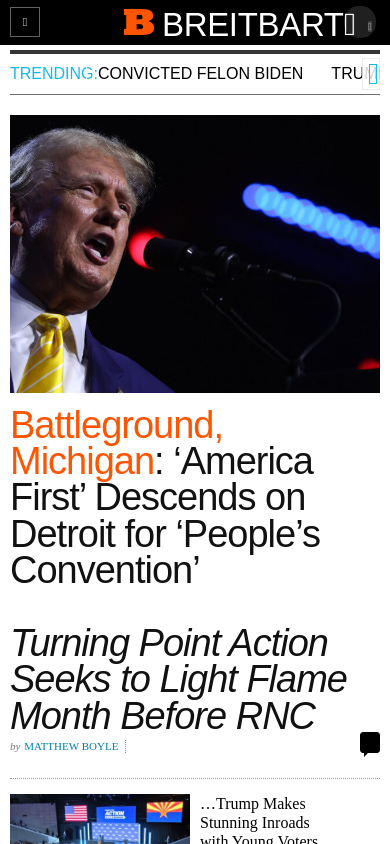 BREITBART
TRENDING: CONVICTED FELON BIDEN TRU
Battleground,
Michigan: ‘America
First’ Descends on
Detroit for ‘People’s
Convention’
Turning Point Action
Seeks to Light Flame
Month Before RNC
by MATTHEW BOYLE
…Trump Makes
Stunning Inroads
with Young Voters